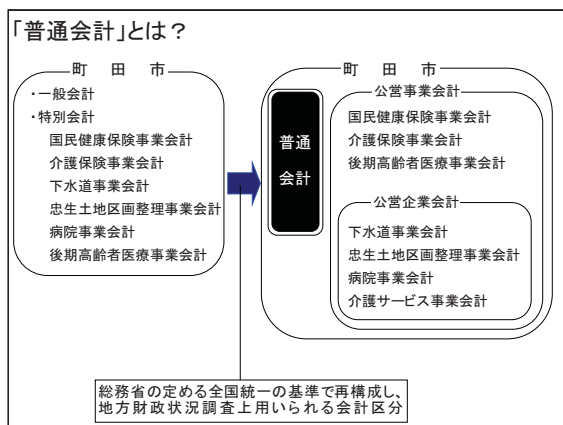 「普通会計」とは？
町 田 市
・一般会計
・特別会計
国民健康保険事業会計
介護保険事業会計
下水道事業会計
忠生土地区画整理事業会計
病院事業会計
後期高齢者医療事業会計
町 田 市
普通
会計
公営事業会計
国民健康保険事業会計
介護保険事業会計
後期高齢者医療事業会計
公営企業会計
下水道事業会計
忠生土地区画整理事業会計
病院事業会計
介護サービス事業会計
総務省の定める全国統一の基準で再構成し、
地方財政状況調査上用いられる会計区分